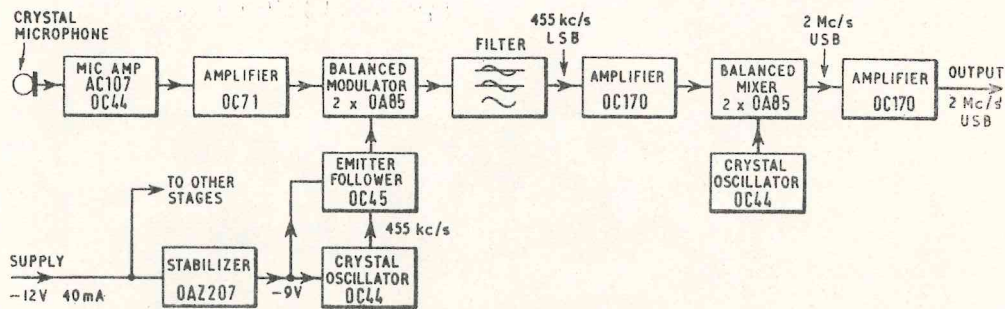 CRYSTAL
MICROPHONE
MIC AMP
AC107
OC44
AMPLIFIER
OC71
BALANCED
MODULATOR
2 x OA85
FILTER
455 kc/s
LSB
AMPLIFIER
OC170
BALANCED
MIXER
2 x OA85
2 Mc/s
USB
AMPLIFIER
OC170
OUTPUT
2 Mc/s
USB
EMITTER
FOLLOWER
OC45
CRYSTAL
OSCILLATOR
OC44
TO OTHER
STAGES
455 kc/s
SUPPLY
-12V 40mA
STABILIZER
OAZ207
-9V
CRYSTAL
OSCILLATOR
OC44